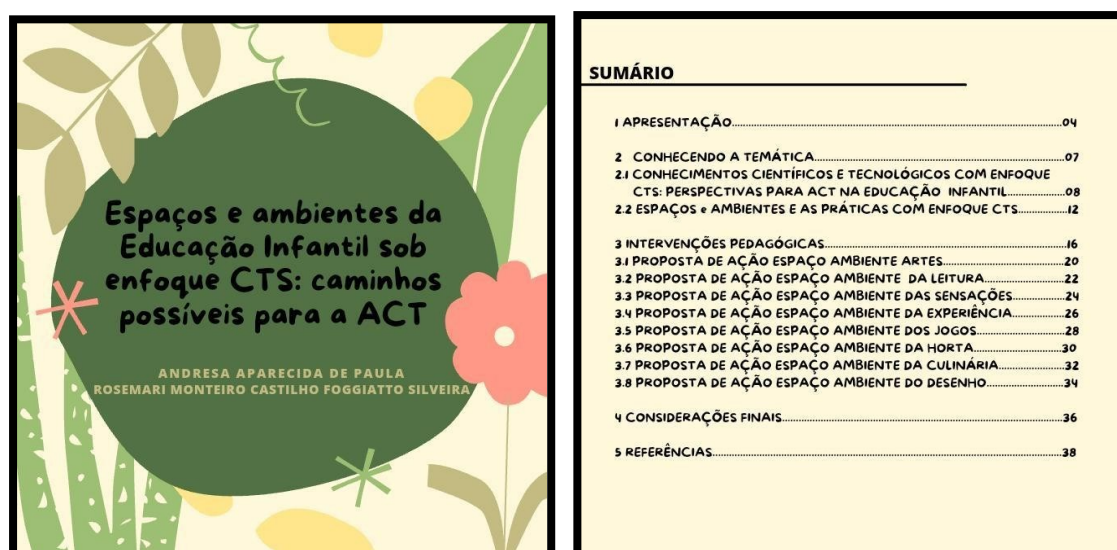 Espaços e ambientes da
Educação Infantil sob
enfoque CTS: caminhos
possíveis para a ACT
ANDRESA APARECIDA DE PAULA
ROSEMARI MONTEIRO CASTILHO FOGGIATTO SILVEIRA
SUMÁRIO
1 APRESENTAÇÃO........................04
2 CONHECENDO A TEMÁTICA........................07
2.1 CONHECIMENTOS CIENTÍFICOS E TECNOLÓGICOS COM ENFOQUE
CTS: PERSPECTIVAS PARA ACT NA EDUCAÇÃO INFANTIL..............08
2.2 ESPAÇOS e AMBIENTES E AS PRÁTICAS COM ENFOQUE CTS..............12
3 INTERVENÇÕES PEDAGÓGICAS........................16
3.1 PROPOSTA DE AÇÃO ESPAÇO AMBIENTE ARTES........................20
3.2 PROPOSTA DE AÇÃO ESPAÇO AMBIENTE DA LEITURA....................22
3.3 PROPOSTA DE AÇÃO ESPAÇO AMBIENTE DAS SENSAÇÕES..............24
3.4 PROPOSTA DE AÇÃO ESPAÇO AMBIENTE DA EXPERIÊNCIA..............26
3.5 PROPOSTA DE AÇÃO ESPAÇO AMBIENTE DOS JOGOS....................28
3.6 PROPOSTA DE AÇÃO ESPAÇO AMBIENTE DA HORTA....................30
3.7 PROPOSTA DE AÇÃO ESPAÇO AMBIENTE DA CULINÁRIA................32
3.8 PROPOSTA DE AÇÃO ESPAÇO AMBIENTE DO DESENHO................34
4 CONSIDERAÇÕES FINAIS........................36
5 REFERÊNCIAS........................38